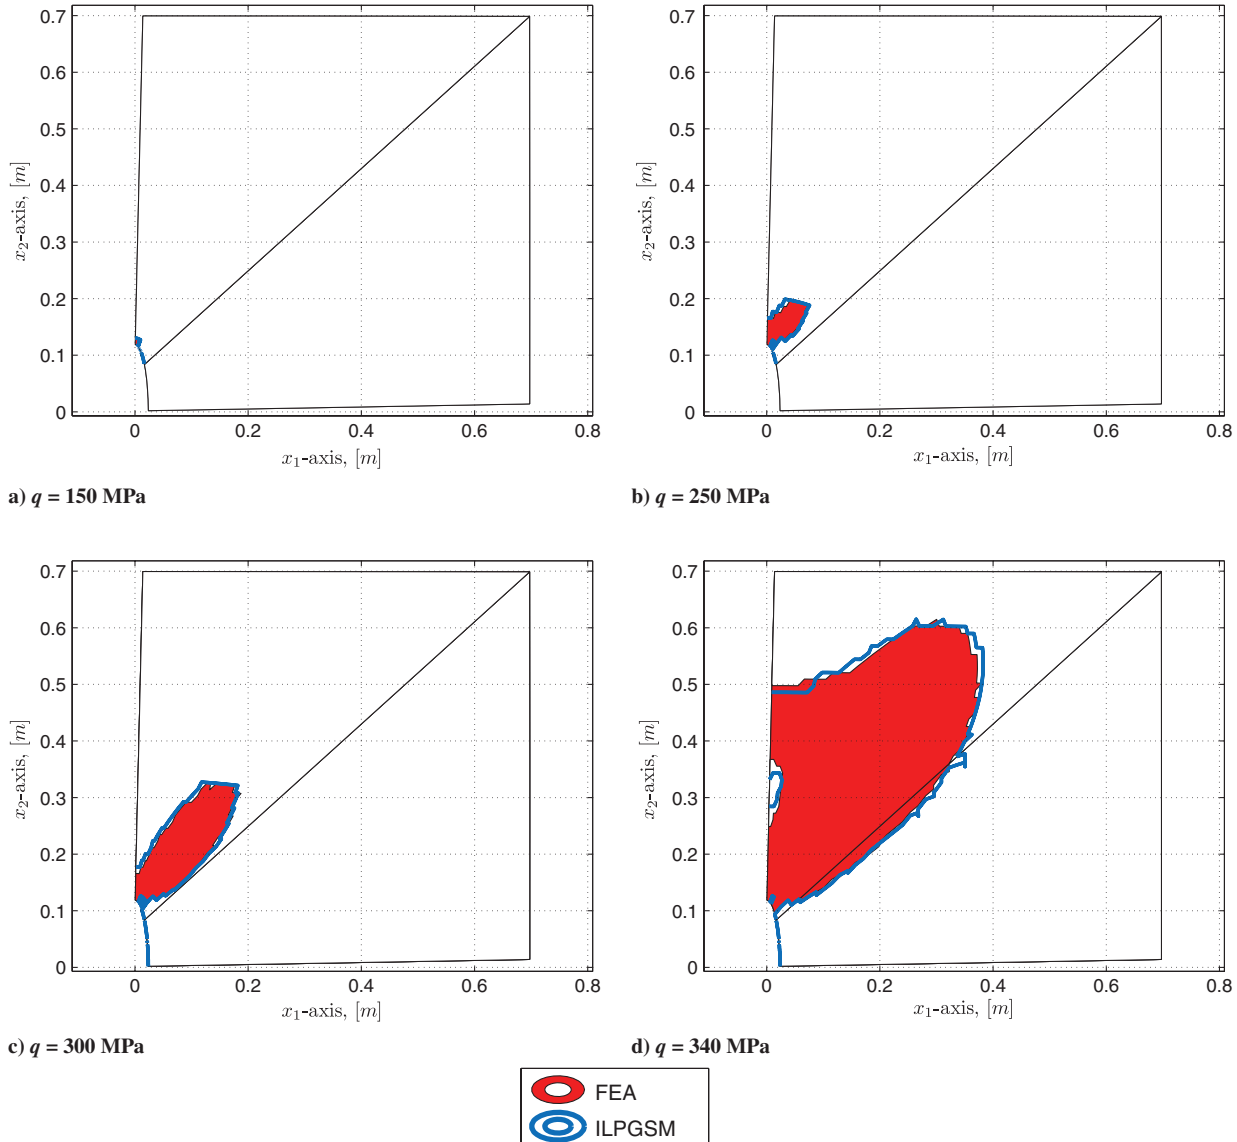 0.7
0.6
0.5
0.4
0.3
0.2
0.1
0
x2-axis, [m]
0 0.2 0.4 0.6 0.8
x1-axis, [m]
a) q = 150 MPa
0.7
0.6
0.5
0.4
0.3
0.2
0.1
0
x2-axis, [m]
0 0.2 0.4 0.6 0.8
x1-axis, [m]
b) q = 250 MPa
0.7
0.6
0.5
0.4
0.3
0.2
0.1
0
x2-axis, [m]
0 0.2 0.4 0.6 0.8
x1-axis, [m]
c) q = 300 MPa
0.7
0.6
0.5
0.4
0.3
0.2
0.1
0
x2-axis, [m]
0 0.2 0.4 0.6 0.8
x1-axis, [m]
d) q = 340 MPa
FEA
ILPGSM